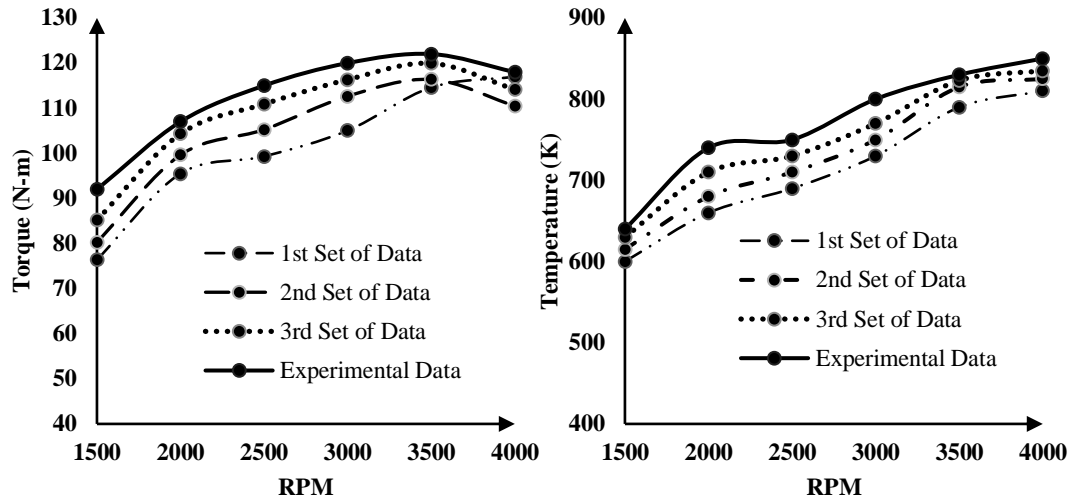 130
120
110
100
90
80
70
60
50
40
Torque (N-m)
1st Set of Data
2nd Set of Data
3rd Set of Data
Experimental Data
1500 2000 2500 3000 3500 4000
RPM
900
800
700
600
500
400
Temperature (K)
1st Set of Data
2nd Set of Data
3rd Set of Data
Experimental Data
1500 2000 2500 3000 3500 4000
RPM